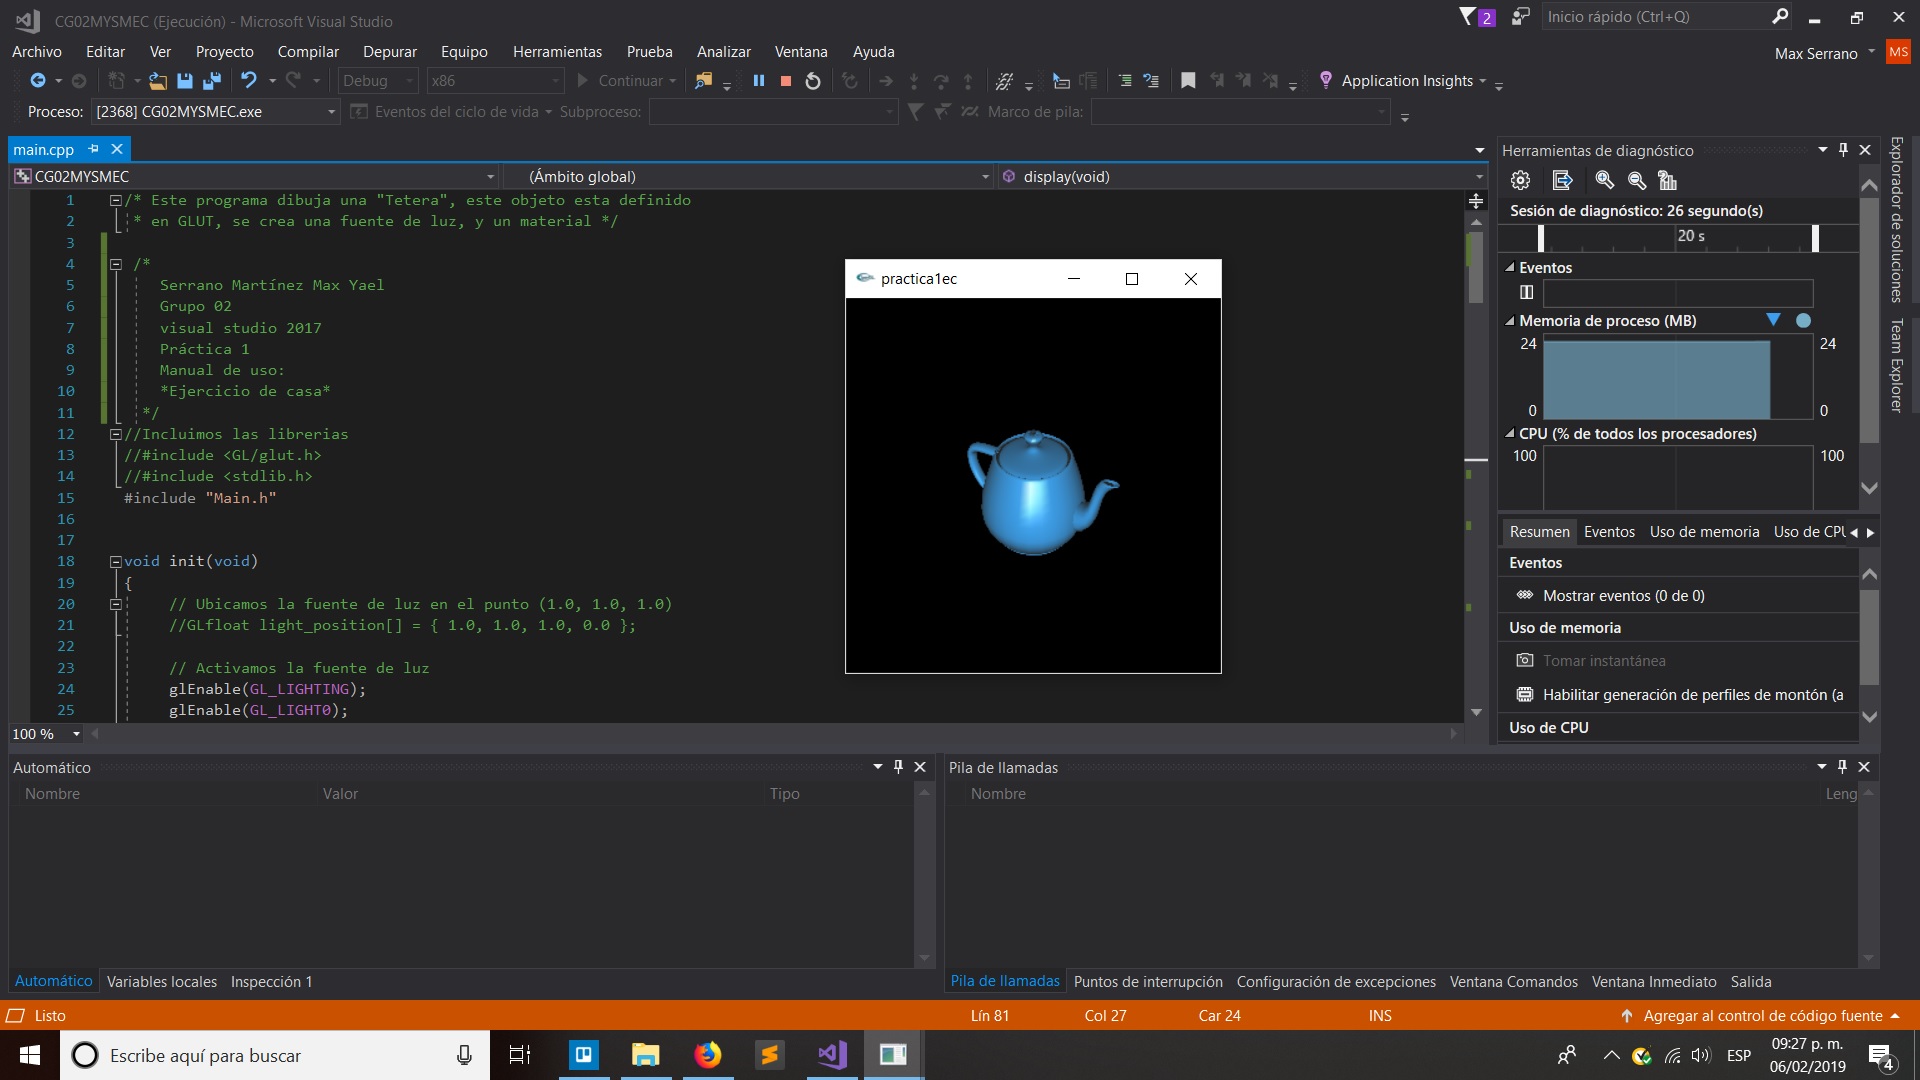 CG02MYSMEC (Ejecución) - Microsoft Visual Studio
2
Inicio rápido (Ctrl+Q)
Archivo Editar Ver Proyecto Compilar Depurar Equipo Herramientas Prueba Analizar Ventana Ayuda
Max Serrano MS
Debug x86 Continuar Application Insights
Proceso: [2368] CG02MYSMEC.exe Eventos del ciclo de vida Subproceso: Marco de pila:
main.cpp
CG02MYSMEC (Ámbito global) display(void)
1 /* Este programa dibuja una "Tetera", este objeto esta definido
2 * en GLUT, se crea una fuente de luz, y un material */
3
4 /*
5 Serrano Martínez Max Yael
6 Grupo 02
7 visual studio 2017
8 Práctica 1
9 Manual de uso:
10 *Ejercicio de casa*
11 */
12 //Incluimos las librerias
13 //#include <GL/glut.h>
14 //#include <stdlib.h>
15 #include "Main.h"
16
17
18 void init(void)
19 {
20 // Ubicamos la fuente de luz en el punto (1.0, 1.0, 1.0)
21 //GLfloat light_position[] = { 1.0, 1.0, 1.0, 0.0 };
22
23 // Activamos la fuente de luz
24 glEnable(GL_LIGHTING);
25 glEnable(GL_LIGHT0);
100 %
practica1ec
Herramientas de diagnóstico
Sesión de diagnóstico: 26 segundo(s)
20 s
Eventos
Memoria de proceso (MB)
24 24
0 0
CPU (% de todos los procesadores)
100 100
Resumen Eventos Uso de memoria Uso de CPU
Eventos
Mostrar eventos (0 de 0)
Uso de memoria
Tomar instantánea
Habilitar generación de perfiles de montón (a
Uso de CPU
Explorador de soluciones
Team Explorer
Automático
Nombre Valor Tipo
Automático Variables locales Inspección 1
Pila de llamadas
Nombre Leng
Pila de llamadas Puntos de interrupción Configuración de excepciones Ventana Comandos Ventana Inmediato Salida
Listo Lín 81 Col 27 Car 24 INS Agregar al control de código fuente
Escribe aquí para buscar
ESP
09:27 p. m.
06/02/2019
4